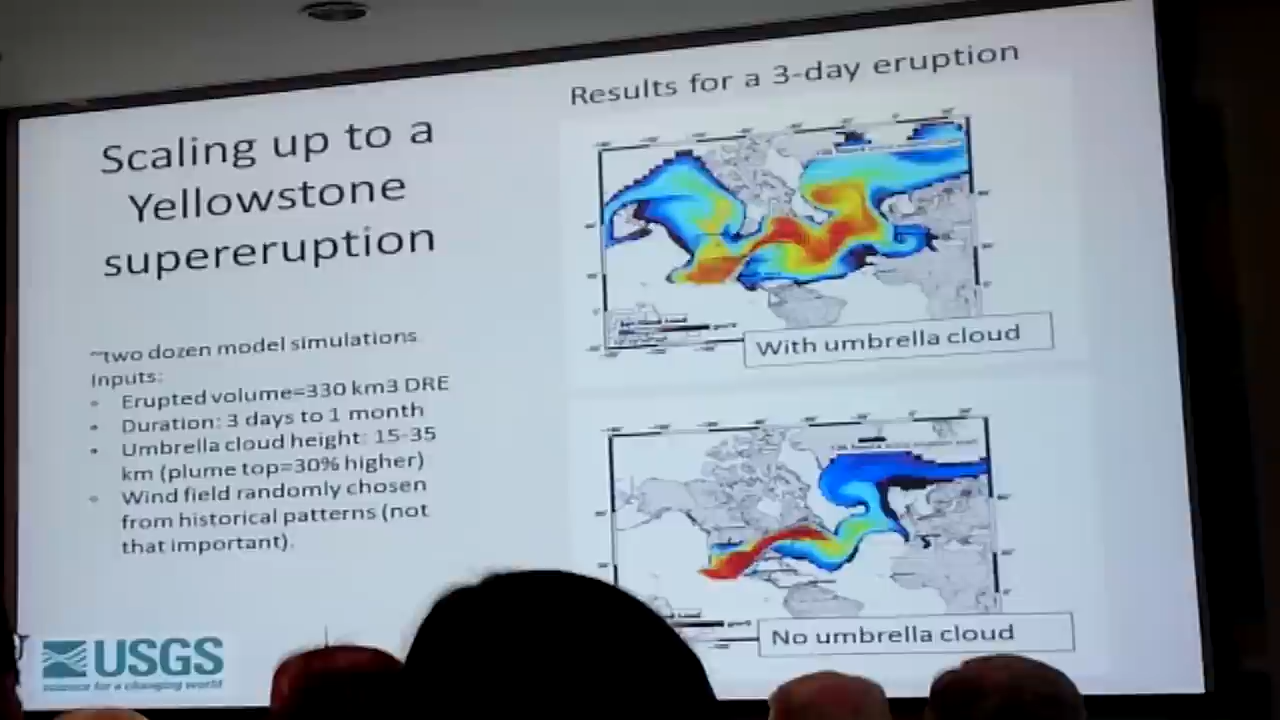 Results for a 3-day eruption
Scaling up to a
Yellowstone
supereruption
~two dozen model simulations
Inputs:
• Erupted volume=330 km3 DRE
• Duration: 3 days to 1 month
• Umbrella cloud height: 15-35
km (plume top=30% higher)
• Wind field randomly chosen
from historical patterns (not
that important).
With umbrella cloud
No umbrella cloud
USGS
science for a changing world